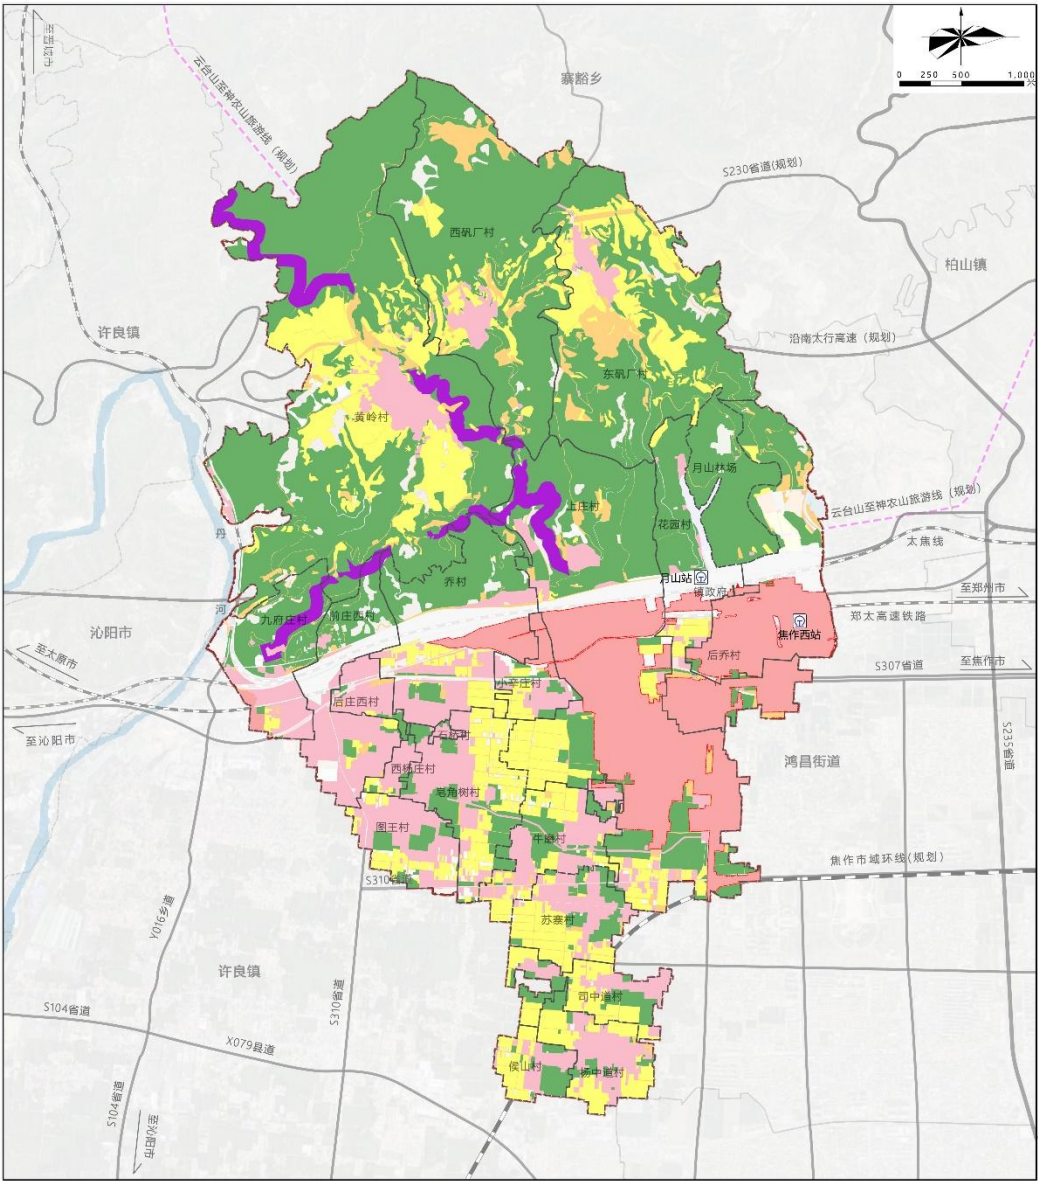 至晋城市
云台山至神农山旅游线（规划）
寨豁乡
0 250 500 1,000
米
S230省道(规划)
西矾厂村
柏山镇
许良镇
沿南太行高速（规划）
东矾厂村
黄岭村
月山林场
云台山至神农山旅游线（规划）
上庄村
花园村
丹
河
太焦线
月山站
镇政府
乔村
至郑州市
九府庄村
前庄西村
郑太高速铁路
沁阳市
焦作西站
至太原市
后乔村
S307省道
至焦作市
小辛庄村
后庄西村
至沁阳市
石桥村
S235省道
西杨庄村
鸿昌街道
皂角树村
图王村
牛庄村
焦作市域环线(规划)
S310省道
Y016乡道
苏寨村
许良镇
司中道村
S310省道
S104省道
X079县道
侯山村
杨中道村
S104省道
至沁阳市